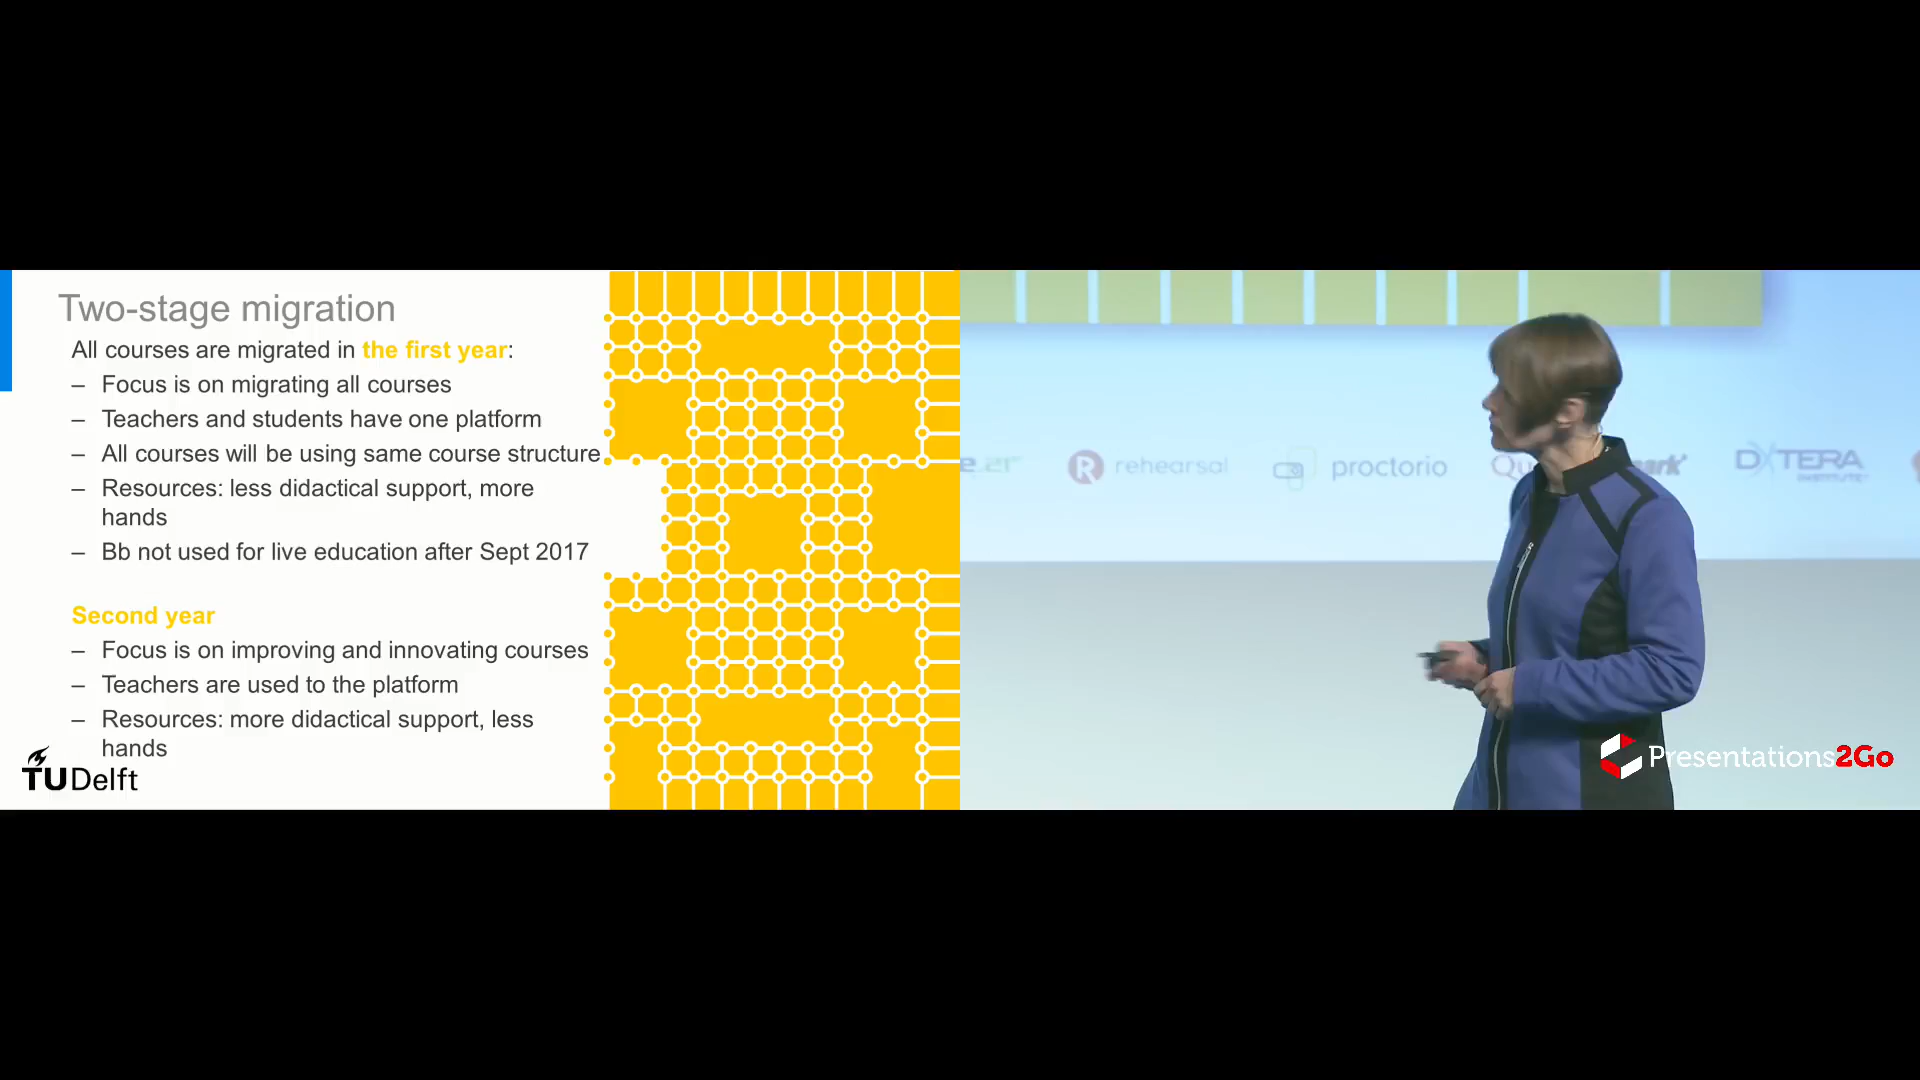 Two-stage migration
All courses are migrated in the first year:
– Focus is on migrating all courses
– Teachers and students have one platform
– All courses will be using same course structure
– Resources: less didactical support, more
hands
– Bb not used for live education after Sept 2017
Second year
– Focus is on improving and innovating courses
– Teachers are used to the platform
– Resources: more didactical support, less
hands
TU Delft
rehearsal
proctorio
DXTERA
INSTITUTE
Presentations2Go